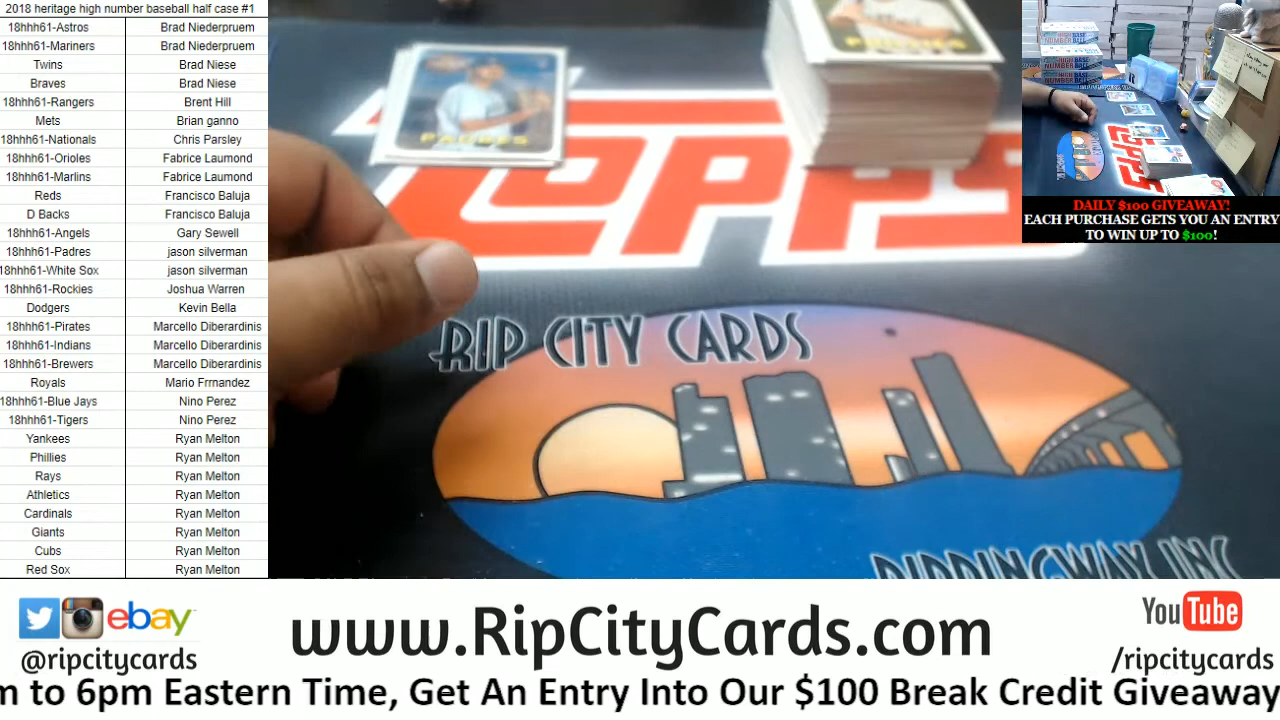 2018 heritage high number baseball half case #1
18hhh61-Astros Brad Niederpruem
18hhh61-Mariners Brad Niederpruem
Twins Brad Niese
Braves Brad Niese
18hhh61-Rangers Brent Hill
Mets Brian ganno
18hhh61-Nationals Chris Parsley
18hhh61-Orioles Fabrice Laumond
18hhh61-Marlins Fabrice Laumond
Reds Francisco Baluja
D Backs Francisco Baluja
18hhh61-Angels Gary Sewell
18hhh61-Padres jason silverman
18hhh61-White Sox jason silverman
18hhh61-Rockies Joshua Warren
Dodgers Kevin Bella
18hhh61-Pirates Marcello Diberardinis
18hhh61-Indians Marcello Diberardinis
18hhh61-Brewers Marcello Diberardinis
Royals Mario Frrnandez
18hhh61-Blue Jays Nino Perez
18hhh61-Tigers Nino Perez
Yankees Ryan Melton
Phillies Ryan Melton
Rays Ryan Melton
Athletics Ryan Melton
Cardinals Ryan Melton
Giants Ryan Melton
Cubs Ryan Melton
Red Sox Ryan Melton
PADRES
TOPPS
RIP CITY CARDS
RIPPINGWAX INC
TOPPS
DAILY $100 GIVEAWAY!
EACH PURCHASE GETS YOU AN ENTRY
TO WIN UP TO $100!
ebay
@ripcitycards
www.RipCityCards.com
YouTube
/ripcitycards
m to 6pm Eastern Time, Get An Entry Into Our $100 Break Credit Giveaway